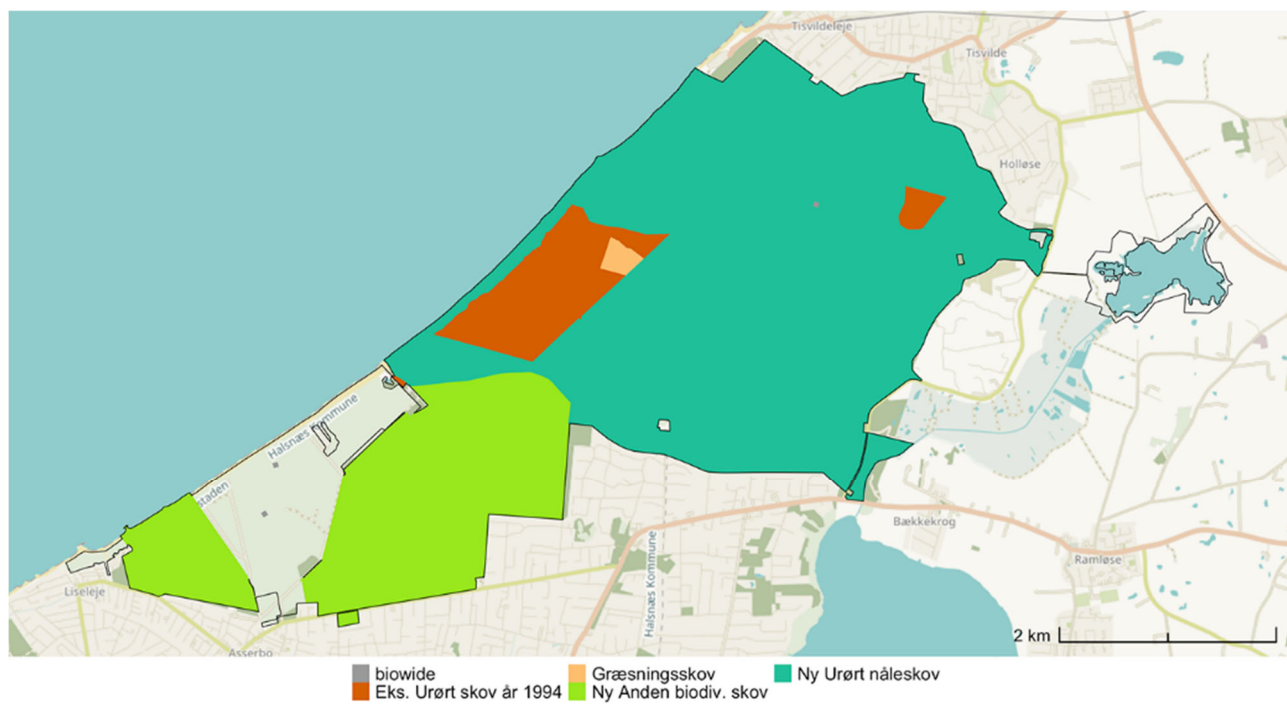 Tisvildeleje
Tisvilde
Holløse
Halsnæs Kommune
staden
Liseleje
Asserbo
Halsnæs Kommune
Bækkekrog
Ramløse
2 km
biowide
Græsningsskov
Ny Urørt nåleskov
Eks. Urørt skov år 1994
Ny Anden biodiv. skov